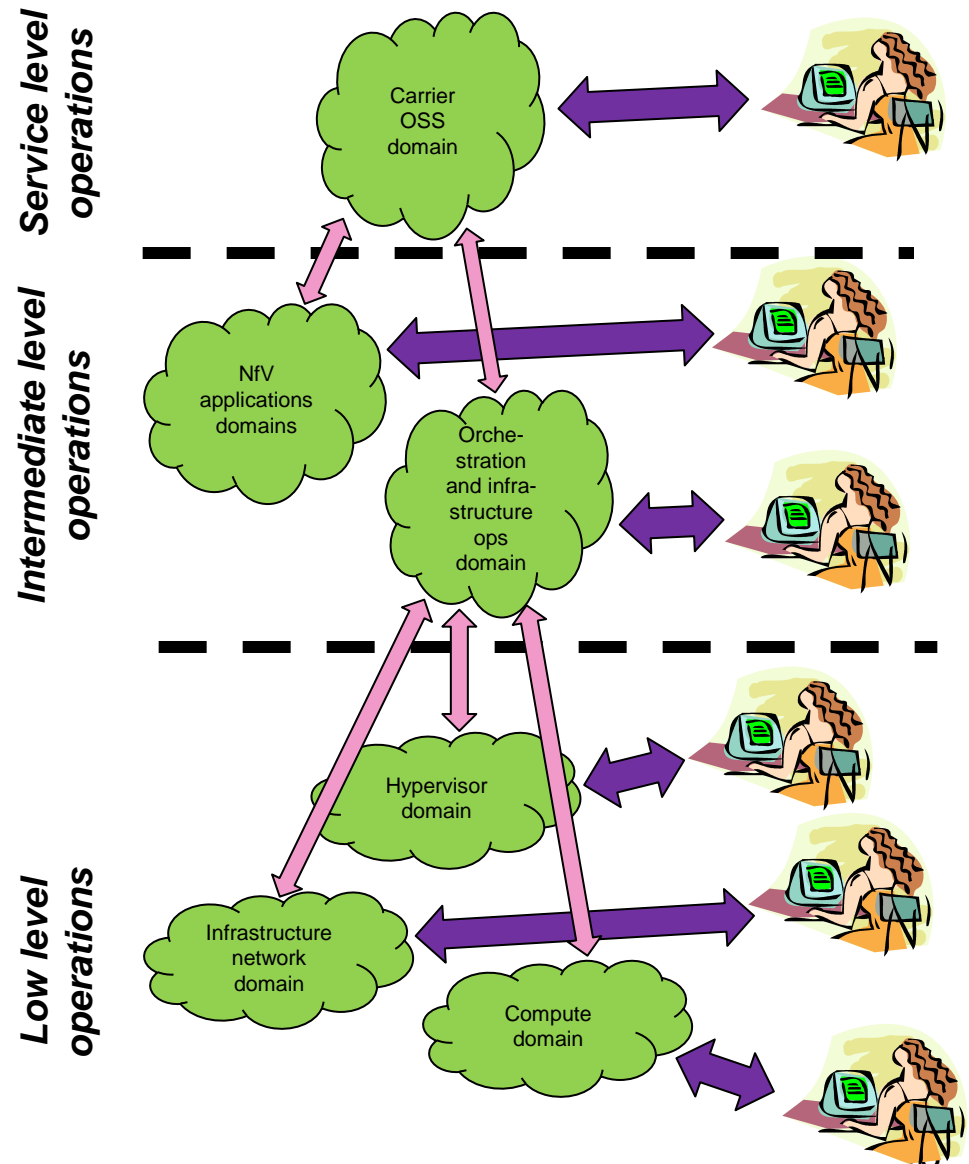 Service level
operations
Carrier
OSS
domain
Intermediate level
operations
NfV
applications
domains
Orche-
stration
and infra-
structure
ops
domain
Low level
operations
Hypervisor
domain
Infrastructure
network
domain
Compute
domain